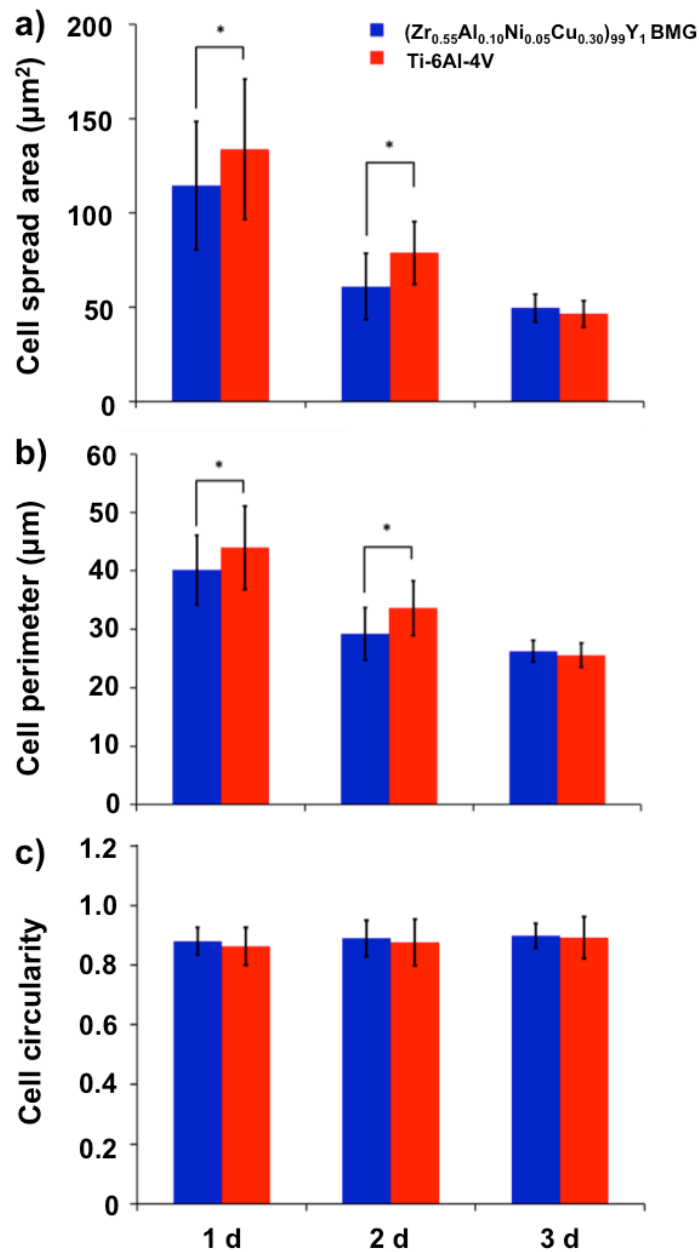 a)
(Zr0.55Al0.10Ni0.05Cu0.30)99Y1 BMG
Ti-6Al-4V
Cell spread area (µm2)
200
150
100
50
0
*
*
b)
Cell perimeter (µm)
60
50
40
30
20
10
0
*
*
c)
Cell circularity
1.2
1.0
0.8
0.6
0.4
0.2
0
1 d 2 d 3 d